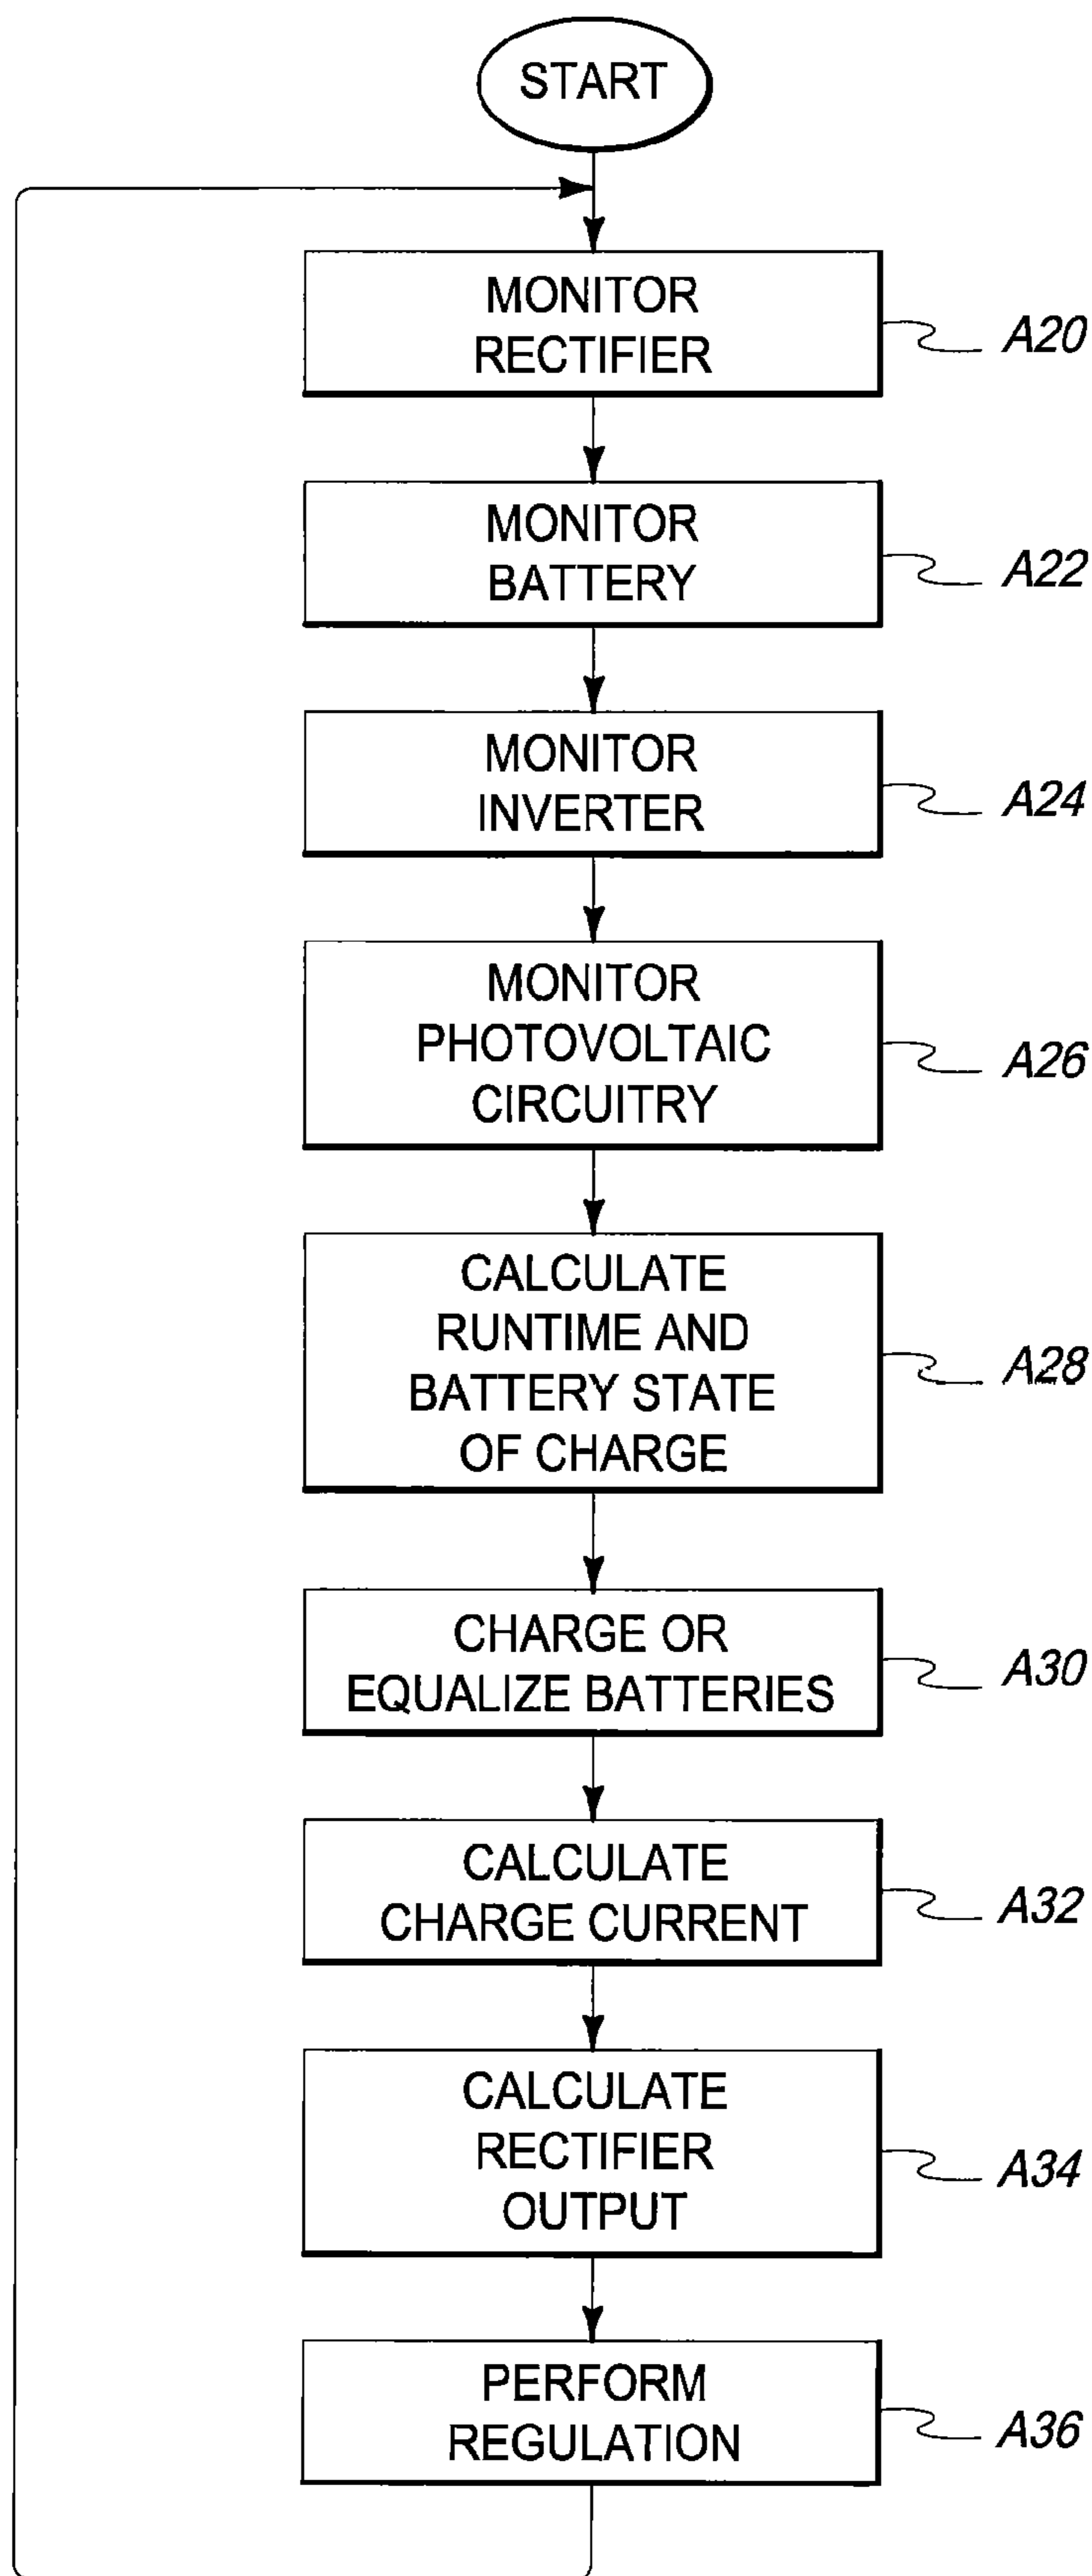 START
MONITOR
RECTIFIER
A20
MONITOR
BATTERY
A22
MONITOR
INVERTER
A24
MONITOR
PHOTOVOLTAIC
CIRCUITRY
A26
CALCULATE
RUNTIME AND
BATTERY STATE
OF CHARGE
A28
CHARGE OR
EQUALIZE BATTERIES
A30
CALCULATE
CHARGE CURRENT
A32
CALCULATE
RECTIFIER
OUTPUT
A34
PERFORM
REGULATION
A36